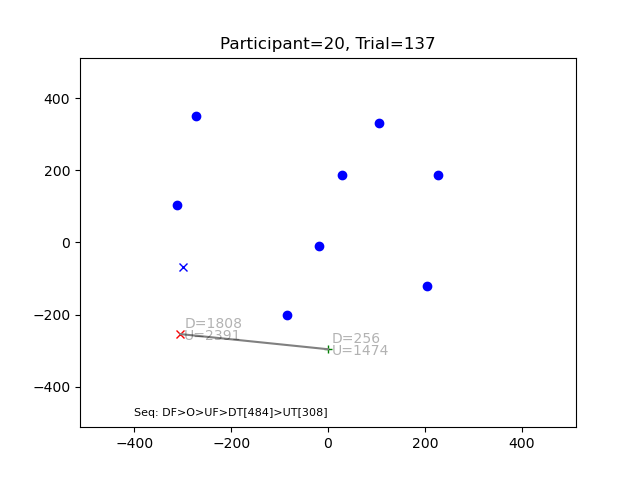 Participant=20, Trial=137
400
200
0
−200
−400
D=1808
U=2391
D=256
U=1474
Seq: DF>O>UF>DT[484]>UT[308]
−400 −200 0 200 400